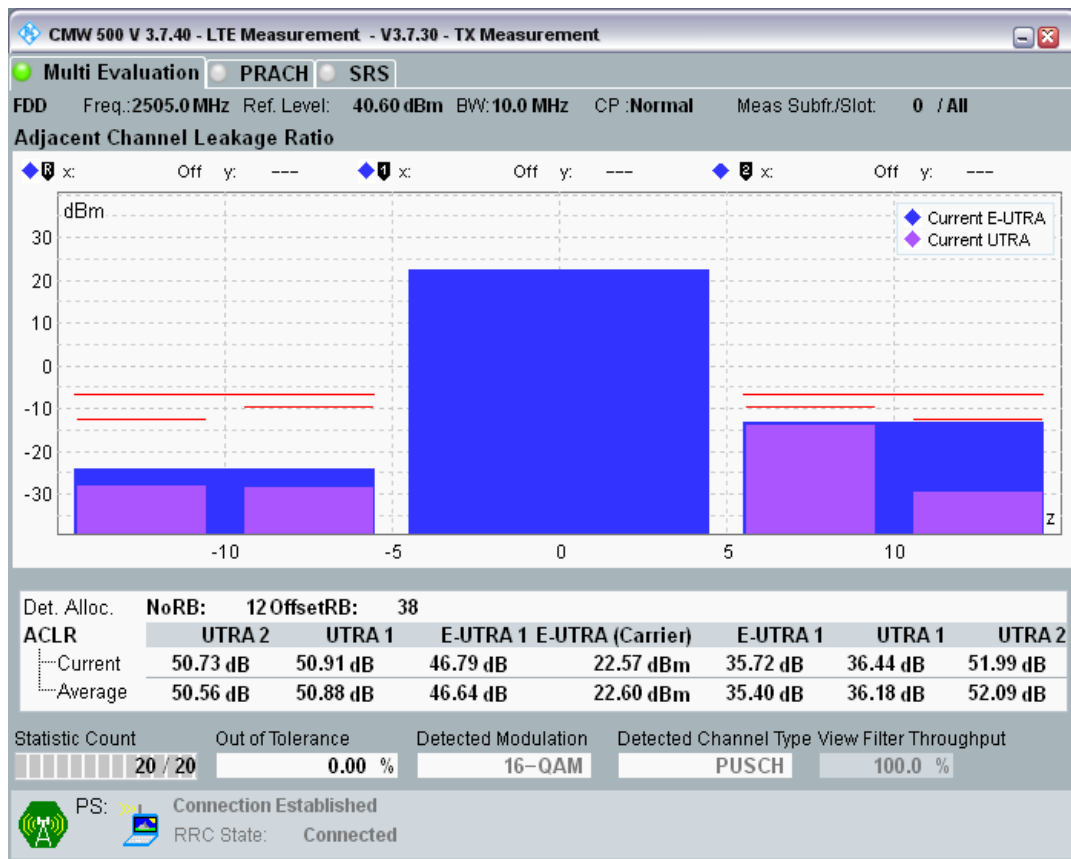 CMW 500 V 3.7.40 - LTE Measurement - V3.7.30 - TX Measurement
Multi Evaluation PRACH SRS
FDD Freq.:2505.0 MHz Ref. Level: 40.60 dBm BW:10.0 MHz CP :Normal Meas Subfr./Slot: 0 / All
Adjacent Channel Leakage Ratio
R x: Off y: --- 1 x: Off y: --- 2 x: Off y: ---
dBm
Current E-UTRA
Current UTRA
30
20
10
0
-10
-20
-30
z
-10 -5 0 5 10
Det. Alloc. NoRB: 12 OffsetRB: 38
ACLR UTRA 2 UTRA 1 E-UTRA 1 E-UTRA (Carrier) E-UTRA 1 UTRA 1 UTRA 2
Current 50.73 dB 50.91 dB 46.79 dB 22.57 dBm 35.72 dB 36.44 dB 51.99 dB
Average 50.56 dB 50.88 dB 46.64 dB 22.60 dBm 35.40 dB 36.18 dB 52.09 dB
Statistic Count Out of Tolerance Detected Modulation Detected Channel Type View Filter Throughput
20 / 20 0.00 % 16-QAM PUSCH 100.0 %
PS: Connection Established
RRC State: Connected